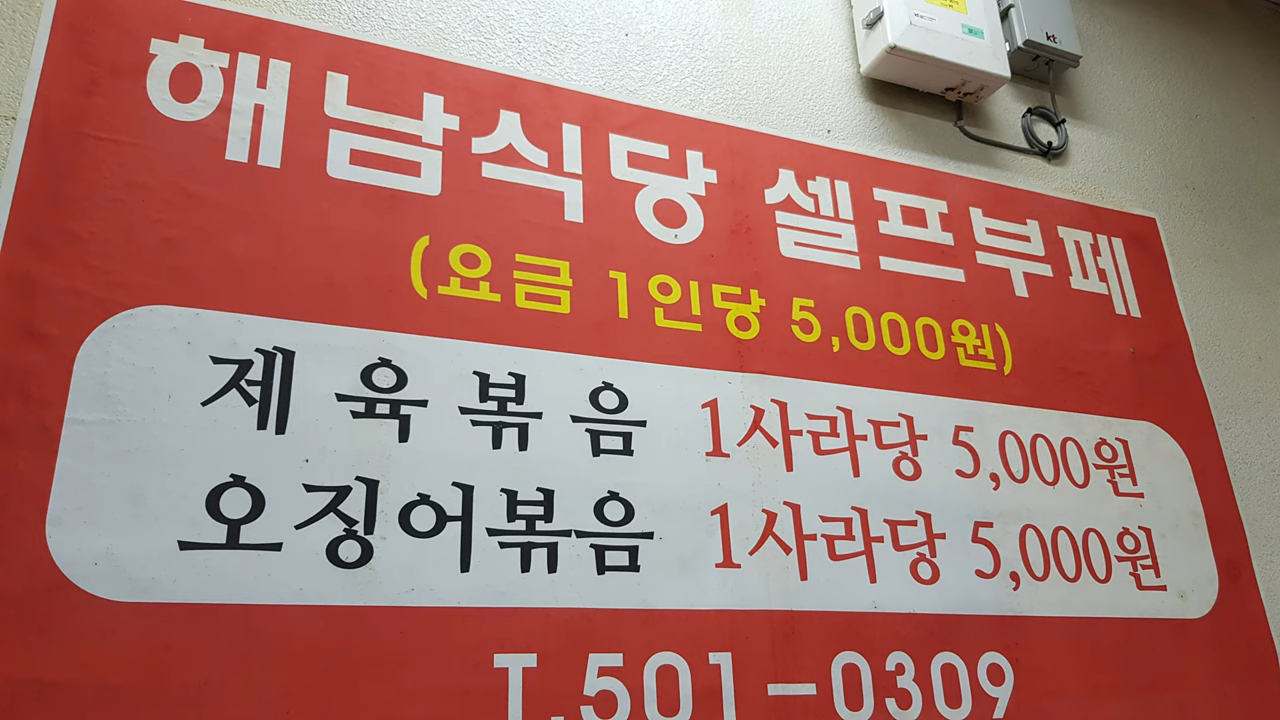 해남식당 셀프부페
(요금 1인당 5,000원)
제육볶음 1사라당 5,000원
오징어볶음 1사라당 5,000원
T.501-0309
kt